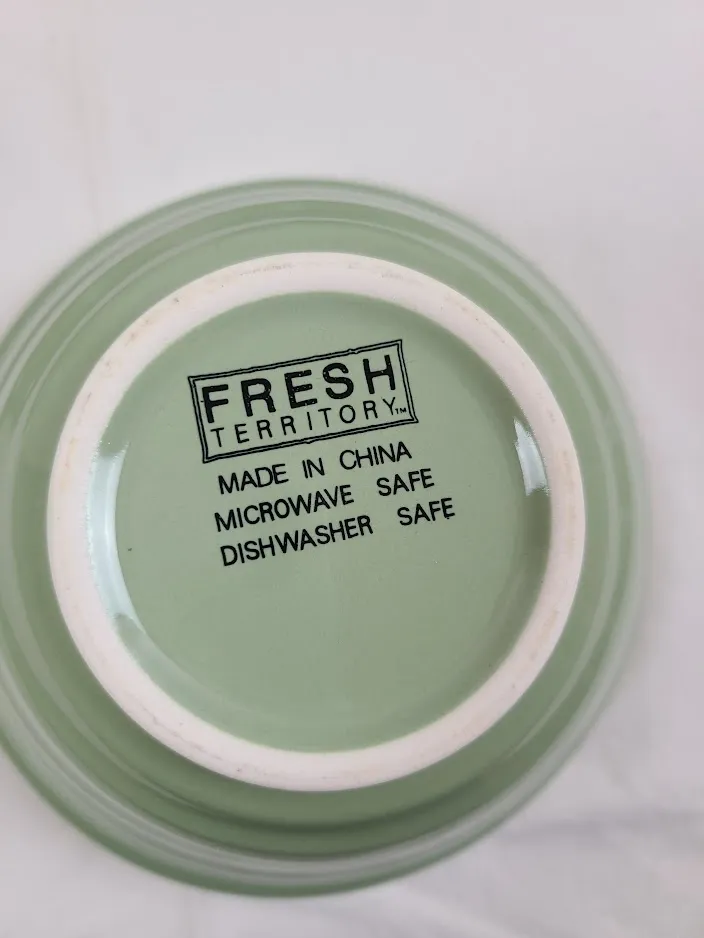 FRESH
TERRITORY™
MADE IN CHINA
MICROWAVE SAFE
DISHWASHER SAFE